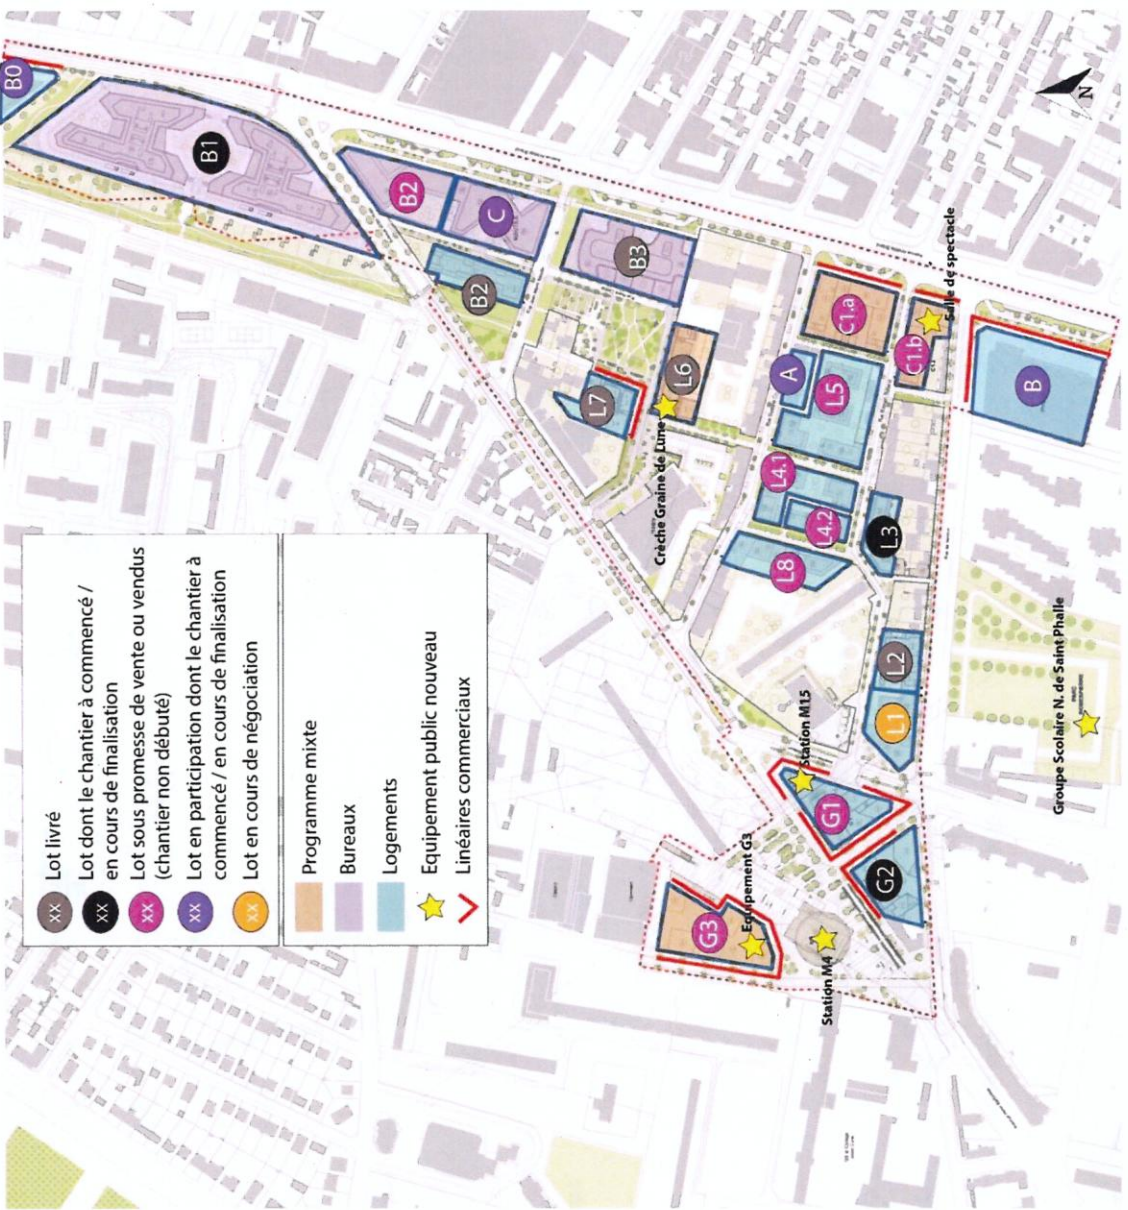 XX Lot livré
XX Lot dont le chantier à commencé /
en cours de finalisation
XX Lot sous promesse de vente ou vendus
(chantier non débuté)
XX Lot en participation dont le chantier à
commencé / en cours de finalisation
XX Lot en cours de négociation
Programme mixte
Bureaux
Logements
Equipement public nouveau
Linéaires commerciaux
B0
B1
B2
C
B2
B3
L7
L6
Crèche Graine de Lune
C1.a
C1.b
Salle de spectacle
A
L5
B
L4.1
L4.2
L8
L3
L2
L1
Station M15
G1
G2
G3
Equipement G3
Station M4
Groupe Scolaire N. de Saint Phalle
PARC
ROBESPIERRE
N